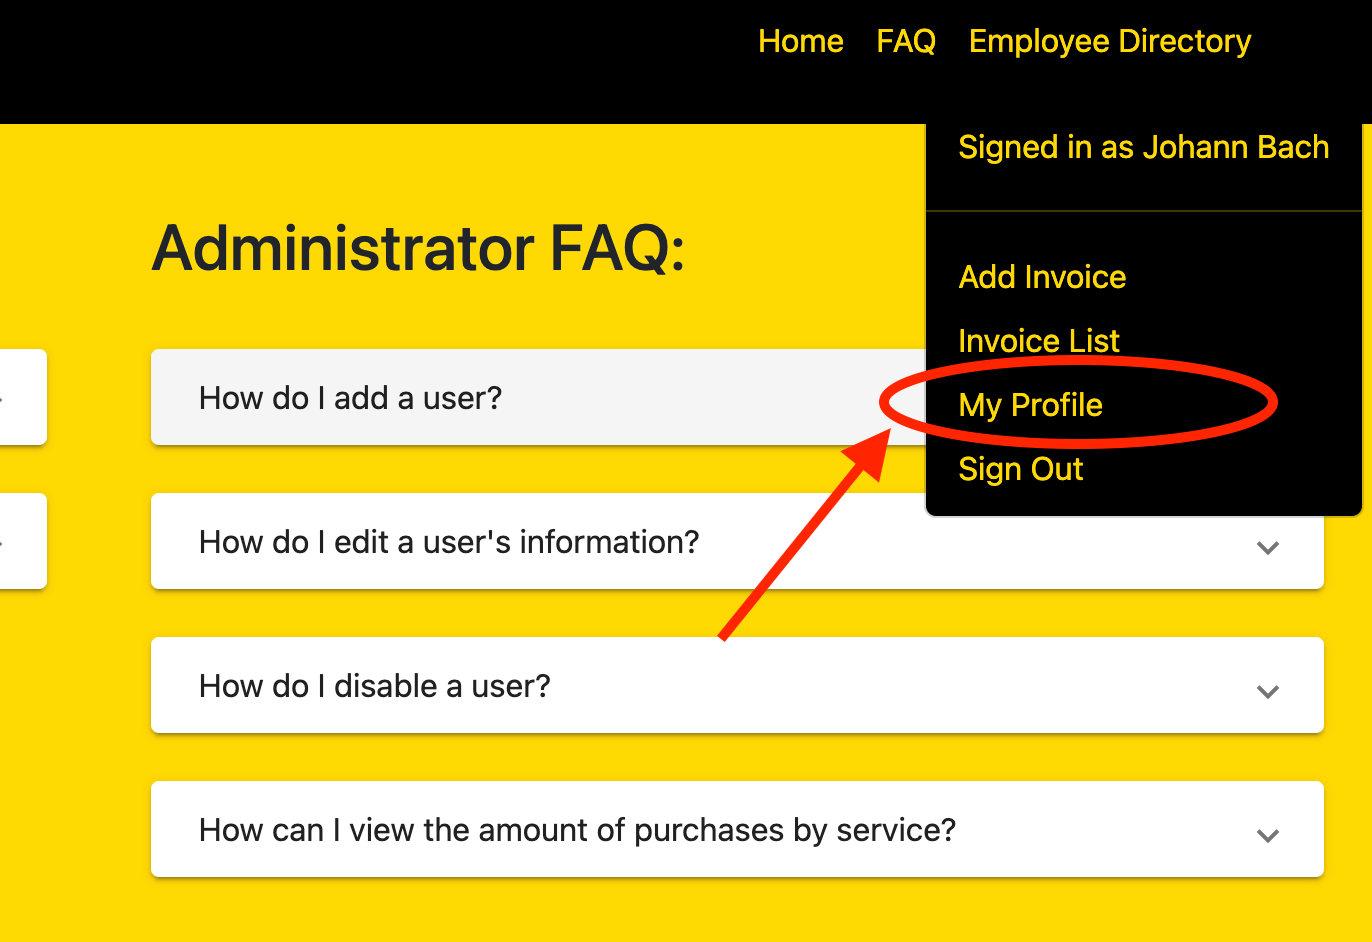 Home FAQ Employee Directory
Signed in as Johann Bach
Add Invoice
Invoice List
My Profile
Sign Out
Administrator FAQ:
How do I add a user?
How do I edit a user's information?
How do I disable a user?
How can I view the amount of purchases by service?